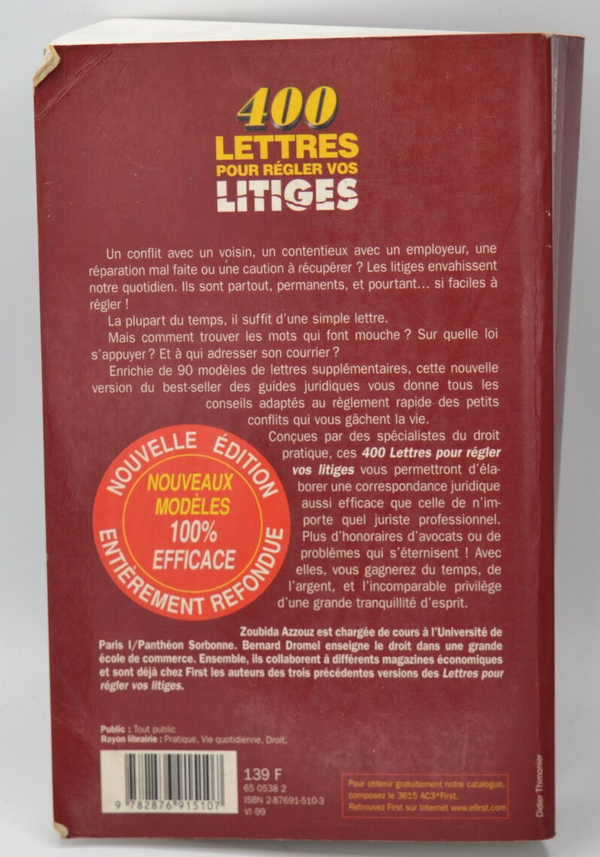 400
LETTRES
POUR RÉGLER VOS
LITIGES
Un conflit avec un voisin, un contentieux avec un employeur, une
réparation mal faite ou une caution à récupérer ? Les litiges envahissent
notre quotidien. Ils sont partout, permanents, et pourtant... si faciles à
régler !
La plupart du temps, il suffit d'une simple lettre.
Mais comment trouver les mots qui font mouche ? Sur quelle loi
s'appuyer ? Et à qui adresser son courrier ?
Enrichie de 90 modèles de lettres supplémentaires, cette nouvelle
version du best-seller des guides juridiques vous donne tous les
conseils adaptés au règlement rapide des petits
conflits qui vous gâchent la vie.
Conçues par des spécialistes du droit
pratique, ces 400 Lettres pour régler
vos litiges vous permettront d'éla-
borer une correspondance juridique
aussi efficace que celle de n'im-
porte quel juriste professionnel.
Plus d'honoraires d'avocats ou de
problèmes qui s'éternisent ! Avec
elles, vous gagnerez du temps, de
l'argent, et l'incomparable privilège
d'une grande tranquillité d'esprit.
NOUVELLE ÉDITION
NOUVEAUX
MODÈLES
100%
EFFICACE
ENTIÈREMENT REFONDUE
Zoubida Azzouz est chargée de cours à l'Université de
Paris I/Panthéon Sorbonne. Bernard Dromel enseigne le droit dans une grande
école de commerce. Ensemble, ils collaborent à différents magazines économiques
et sont déjà chez First les auteurs des trois précédentes versions des Lettres pour
régler vos litiges.
Public : Tout public
Rayon librairie : Pratique. Vie quotidienne, Droit.
9 782876 915107
139 F
65 0538 2
ISBN 2-87691-510-3
VI-99
Pour obtenir gratuitement notre catalogue,
composez le 3615 AC3*First.
Retrouvez First sur Internet www.efirst.com
Didier Thimonier